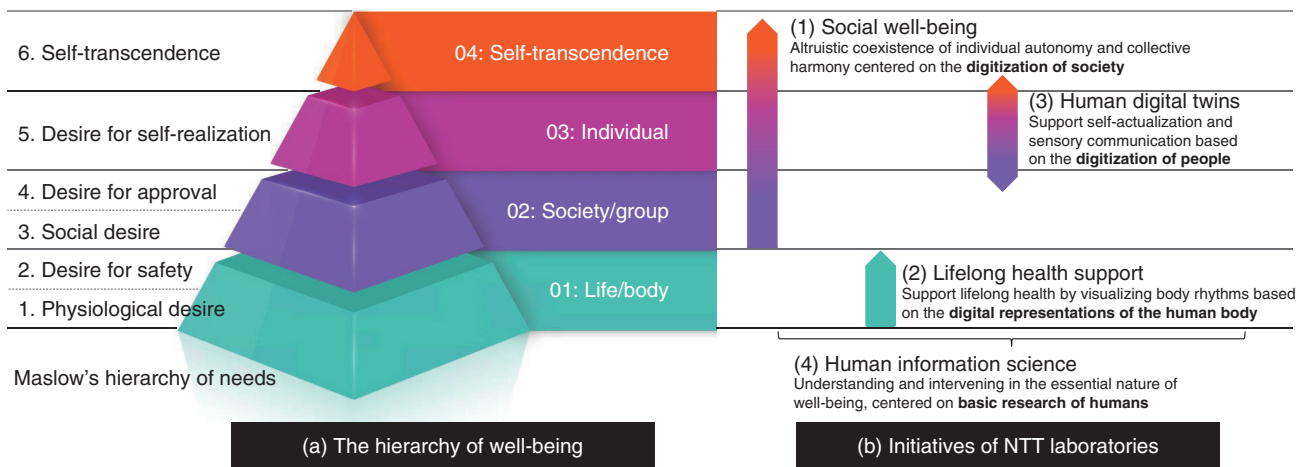 6. Self-transcendence
5. Desire for self-realization
4. Desire for approval
3. Social desire
2. Desire for safety
1. Physiological desire
Maslow's hierarchy of needs
04: Self-transcendence
03: Individual
02: Society/group
01: Life/body
(a) The hierarchy of well-being
(1) Social well-being
Altruistic coexistence of individual autonomy and collective
harmony centered on the digitization of society
(3) Human digital twins
Support self-actualization and
sensory communication based
on the digitization of people
(2) Lifelong health support
Support lifelong health by visualizing body rhythms based
on the digital representations of the human body
(4) Human information science
Understanding and intervening in the essential nature of
well-being, centered on basic research of humans
(b) Initiatives of NTT laboratories